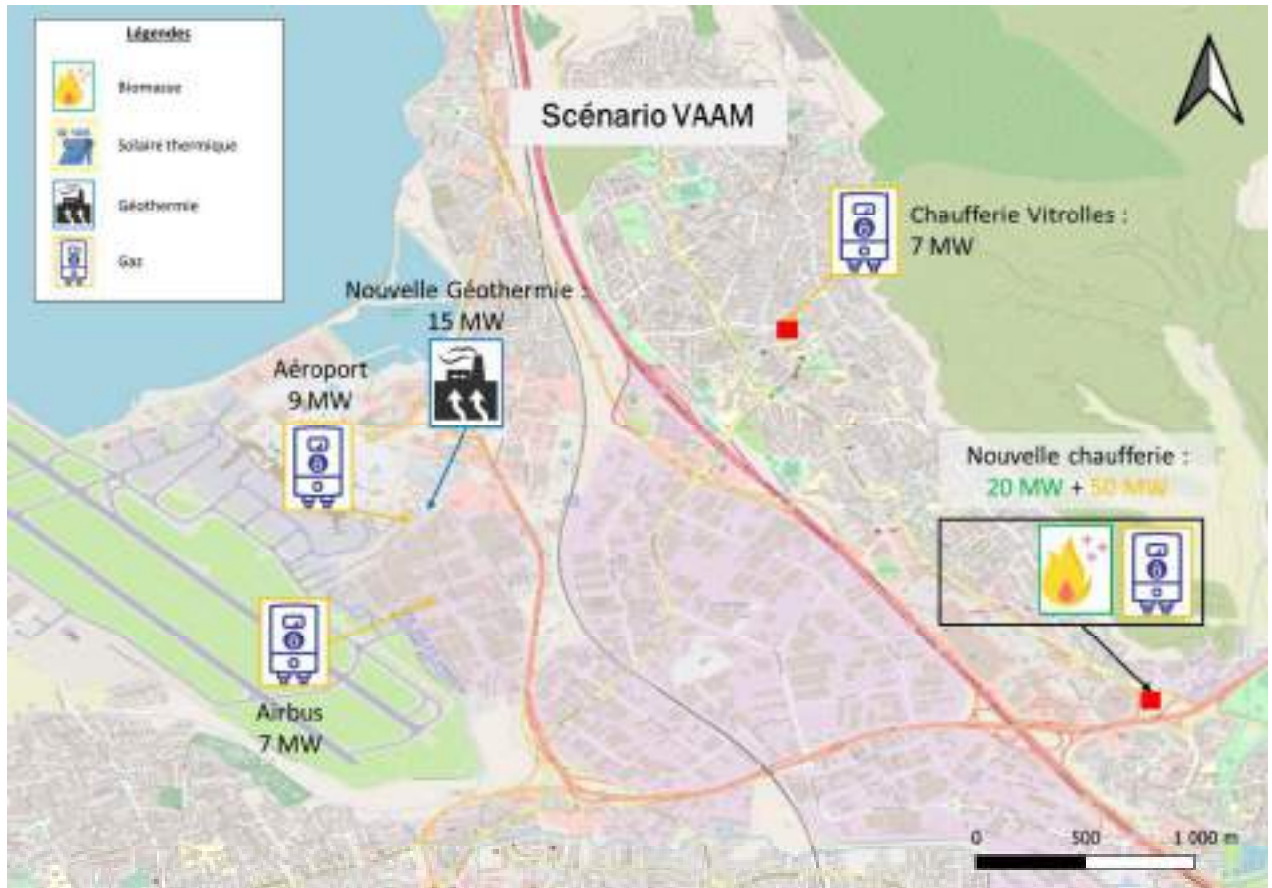 Légendes
Biomasse
Solaire thermique
Géothermie
Gaz
Scénario VAAM
Chaufferie Vitrolles :
7 MW
Nouvelle Géothermie :
15 MW
Aéroport
9 MW
Nouvelle chaufferie :
20 MW + 50 MW
Airbus
7 MW
0 500 1 000 m